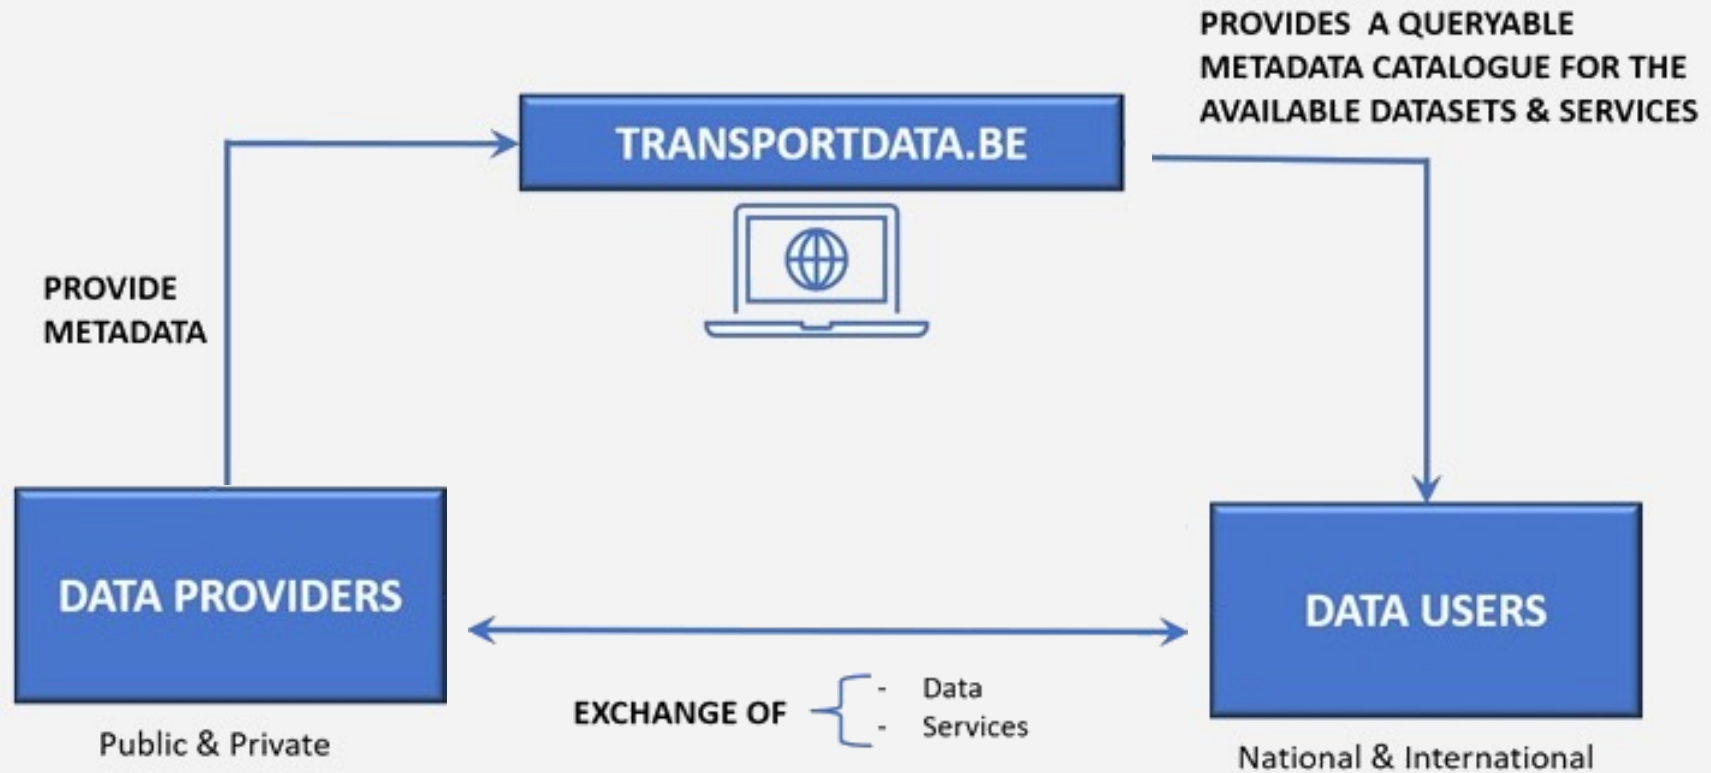 PROVIDES A QUERYABLE
METADATA CATALOGUE FOR THE
AVAILABLE DATASETS & SERVICES
TRANSPORTDATA.BE
PROVIDE
METADATA
DATA PROVIDERS
DATA USERS
EXCHANGE OF
- Data
- Services
Public & Private
National & International